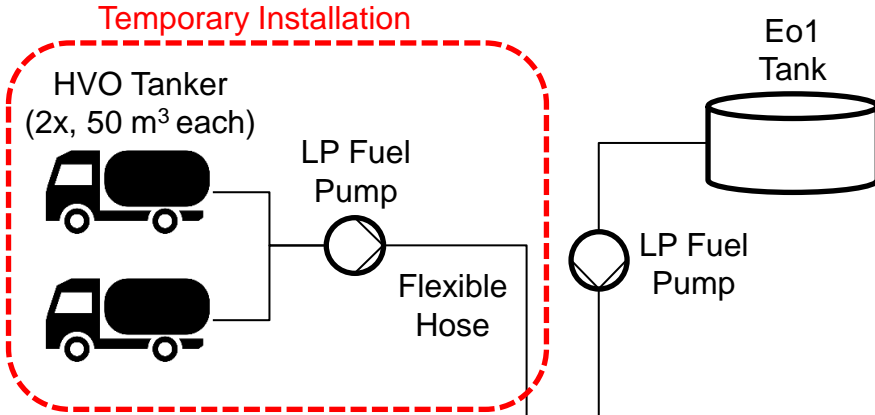 Temporary Installation
HVO Tanker
(2x, 50 m³ each)
LP Fuel
Pump
Flexible
Hose
Eo1
Tank
LP Fuel
Pump